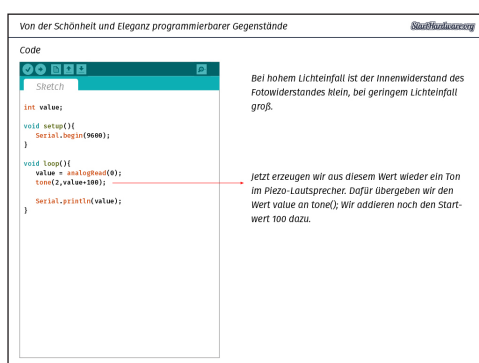 Von der Schönheit und Eleganz programmierbarer Gegenstände
StartHardware.org
Code
Sketch
int value;
void setup(){
Serial.begin(9600);
}
void loop(){
value = analogRead(0);
tone(2,value+100);
Serial.println(value);
}
Bei hohem Lichteinfall ist der Innenwiderstand des
Fotowiderstandes klein, bei geringem Lichteinfall
groß.
Jetzt erzeugen wir aus diesem Wert wieder ein Ton
im Piezo-Lautsprecher. Dafür übergeben wir den
Wert value an tone(); Wir addieren noch den Start-
wert 100 dazu.